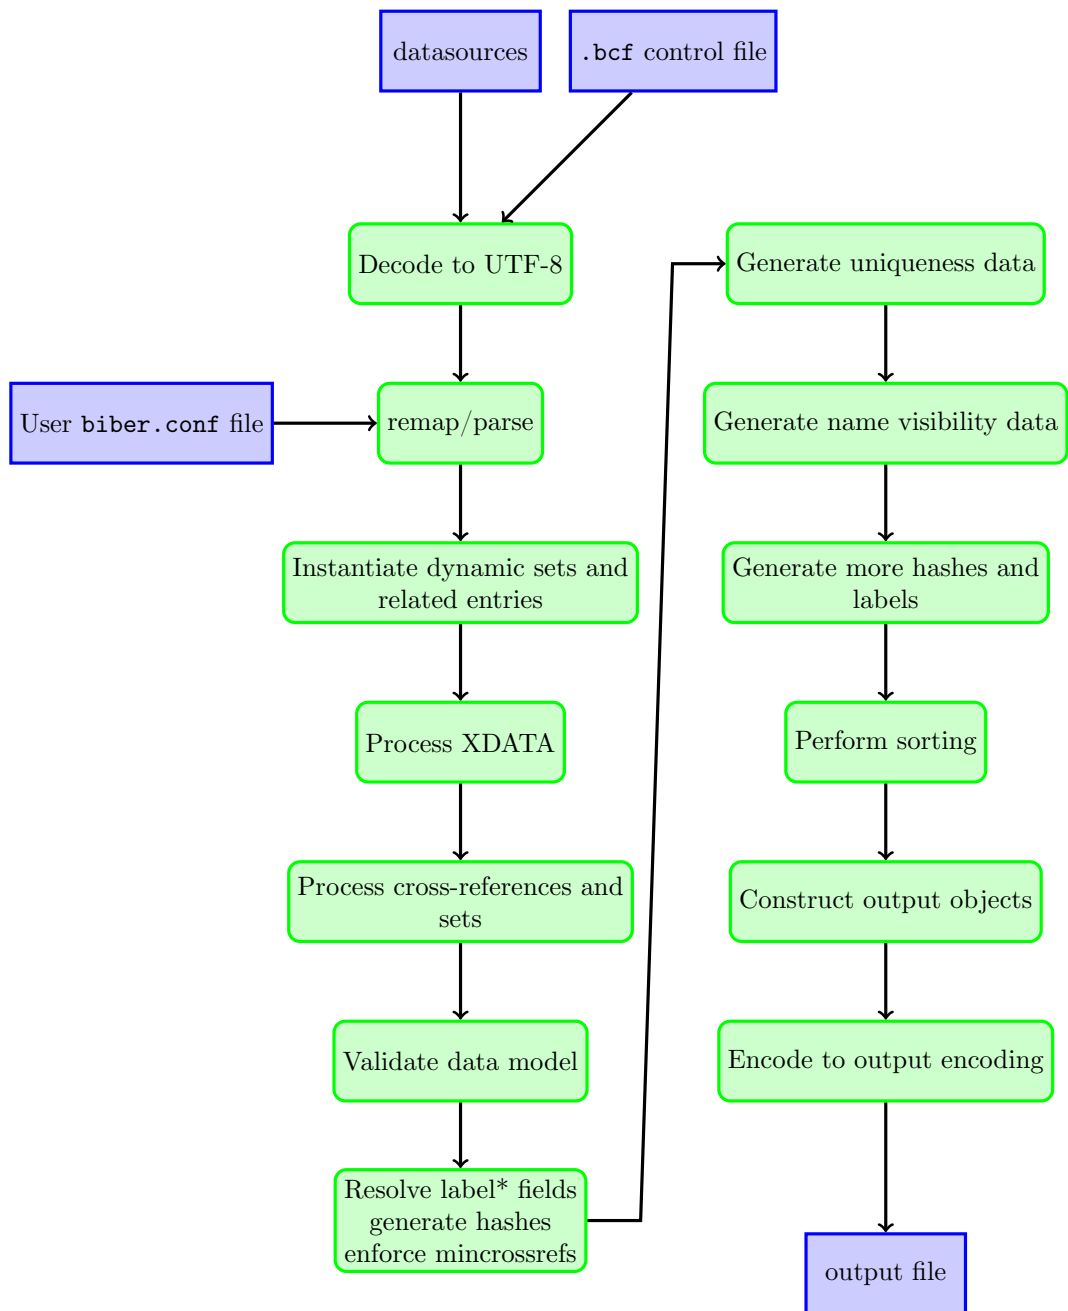 datasources
.bcf control file
Decode to UTF-8
User biber.conf file
remap/parse
Instantiate dynamic sets and
related entries
Process XDATA
Process cross-references and
sets
Validate data model
Resolve label* fields
generate hashes
enforce mincrossrefs
Generate uniqueness data
Generate name visibility data
Generate more hashes and
labels
Perform sorting
Construct output objects
Encode to output encoding
output file